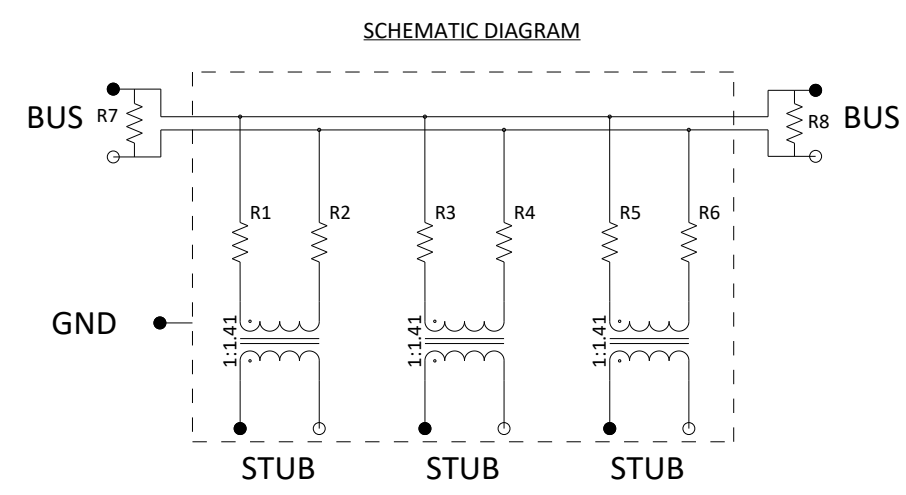 SCHEMATIC DIAGRAM
BUS
R7
R8
BUS
R1
R2
R3
R4
R5
R6
GND
1:1.41
1:1.41
1:1.41
STUB
STUB
STUB